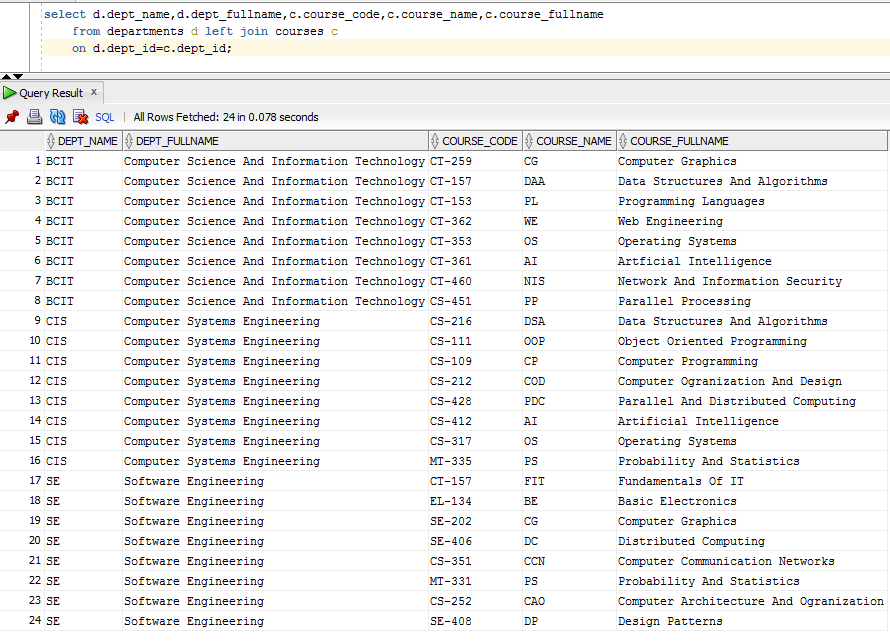 select d.dept_name,d.dept_fullname,c.course_code,c.course_name,c.course_fullname
from departments d left join courses c
on d.dept_id=c.dept_id;
Query Result x
SQL | All Rows Fetched: 24 in 0.078 seconds
DEPT_NAME DEPT_FULLNAME COURSE_CODE COURSE_NAME COURSE_FULLNAME
1 BCIT Computer Science And Information Technology CT-259 CG Computer Graphics
2 BCIT Computer Science And Information Technology CT-157 DAA Data Structures And Algorithms
3 BCIT Computer Science And Information Technology CT-153 PL Programming Languages
4 BCIT Computer Science And Information Technology CT-362 WE Web Engineering
5 BCIT Computer Science And Information Technology CT-353 OS Operating Systems
6 BCIT Computer Science And Information Technology CT-361 AI Artficial Intelligence
7 BCIT Computer Science And Information Technology CT-460 NIS Network And Information Security
8 BCIT Computer Science And Information Technology CS-451 PP Parallel Processing
9 CIS Computer Systems Engineering CS-216 DSA Data Structures And Algorithms
10 CIS Computer Systems Engineering CS-111 OOP Object Oriented Programming
11 CIS Computer Systems Engineering CS-109 CP Computer Programming
12 CIS Computer Systems Engineering CS-212 COD Computer Ogranization And Design
13 CIS Computer Systems Engineering CS-428 PDC Parallel And Distributed Computing
14 CIS Computer Systems Engineering CS-412 AI Artificial Intelligence
15 CIS Computer Systems Engineering CS-317 OS Operating Systems
16 CIS Computer Systems Engineering MT-335 PS Probability And Statistics
17 SE Software Engineering CT-157 FIT Fundamentals Of IT
18 SE Software Engineering EL-134 BE Basic Electronics
19 SE Software Engineering SE-202 CG Computer Graphics
20 SE Software Engineering SE-406 DC Distributed Computing
21 SE Software Engineering CS-351 CCN Computer Communication Networks
22 SE Software Engineering MT-331 PS Probability And Statistics
23 SE Software Engineering CS-252 CAO Computer Architecture And Ogranization
24 SE Software Engineering SE-408 DP Design Patterns